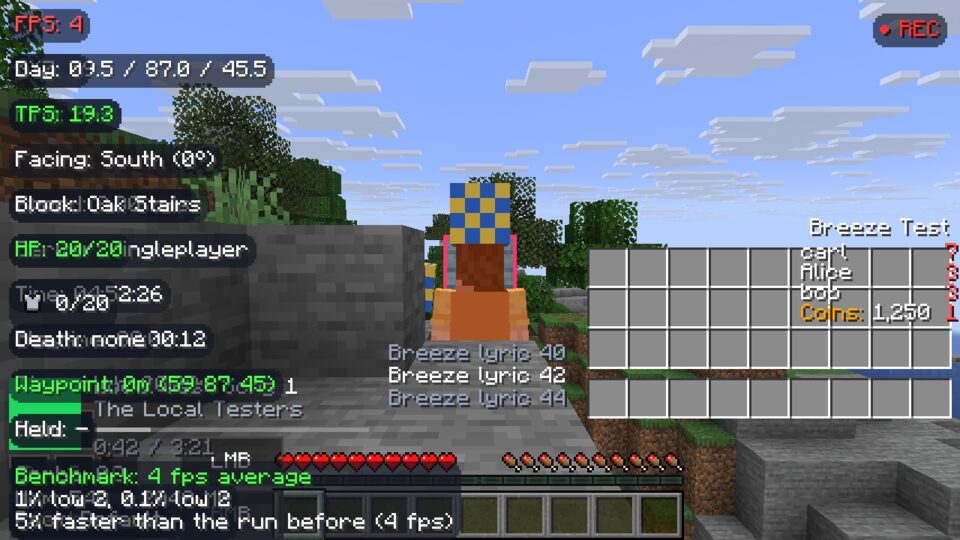 FPS: 4
REC
Day: 09.5 / 87.0 / 45.5
TPS: 19.3
Facing: South (0°)
Block: Oak Stairs
HP: 20/20
ingleplayer
2:26
0/20
Death: none
00:12
Waypoint: 0m (59 87 45)
1
The Local Testers
Held: —
0:42 / 3:21
LMB
Benchmark: 4 fps average
1% low 2, 0.1% low 2
5% faster than the run before (4 fps)
Breeze lyric 40
Breeze lyric 42
Breeze lyric 44
Breeze Test
carl 7
Alice 3
bob 3
Coins: 1,250 1